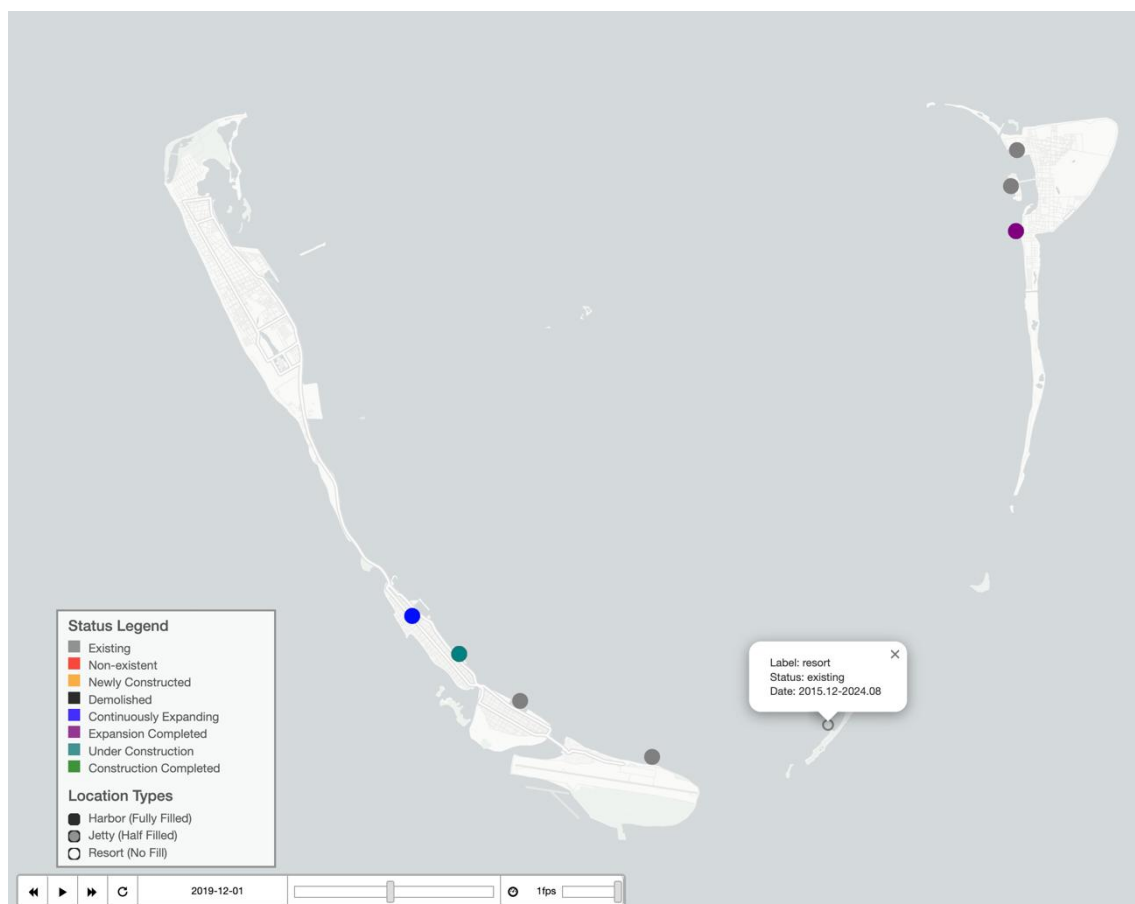 Label: resort
Status: existing
Date: 2015.12-2024.08
Status Legend
Existing
Non-existent
Newly Constructed
Demolished
Continuously Expanding
Expansion Completed
Under Construction
Construction Completed
Location Types
Harbor (Fully Filled)
Jetty (Half Filled)
Resort (No Fill)
2019-12-01
1fps